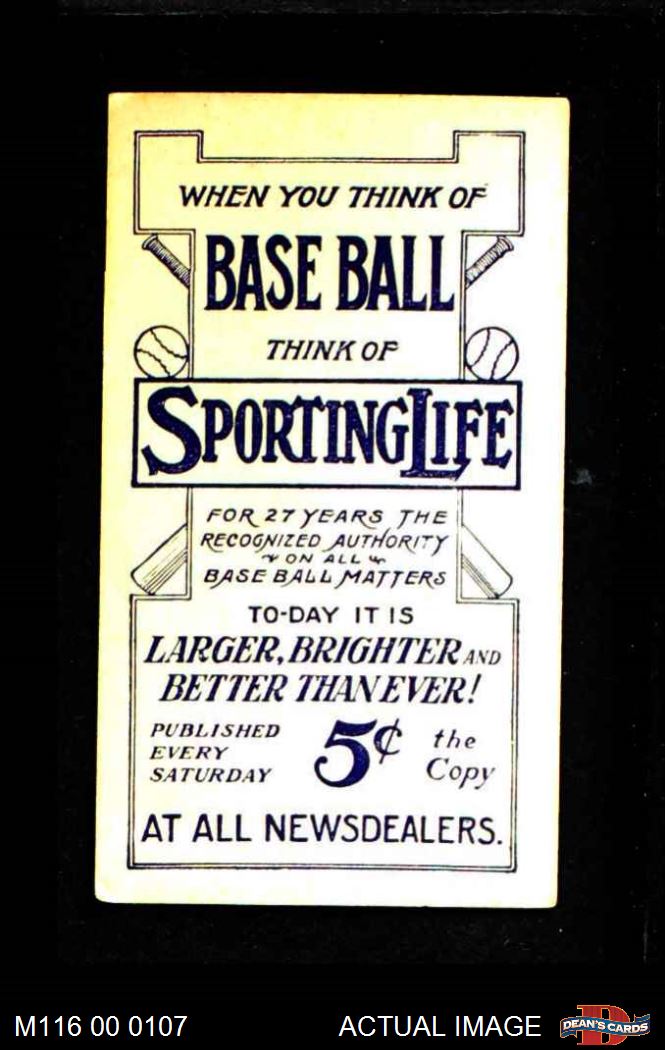 WHEN YOU THINK OF
BASE BALL
THINK OF
SPORTING LIFE
FOR 27 YEARS THE
RECOGNIZED AUTHORITY
ON ALL
BASE BALL MATTERS
TO-DAY IT IS
LARGER, BRIGHTER AND
BETTER THAN EVER!
PUBLISHED
EVERY
SATURDAY
5¢ the
Copy
AT ALL NEWSDEALERS.
M116 00 0107
ACTUAL IMAGE
D
DEAN'S CARDS